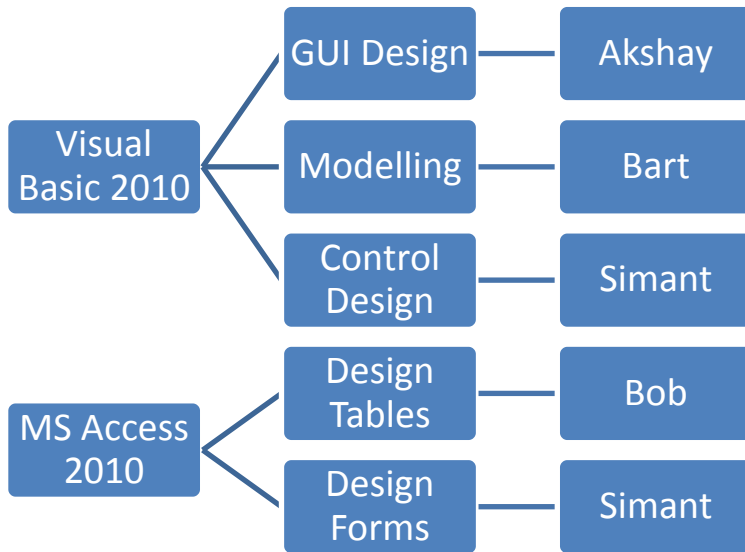 Visual
Basic 2010
GUI Design
Akshay
Modelling
Bart
Control
Design
Simant
MS Access
2010
Design
Tables
Bob
Design
Forms
Simant